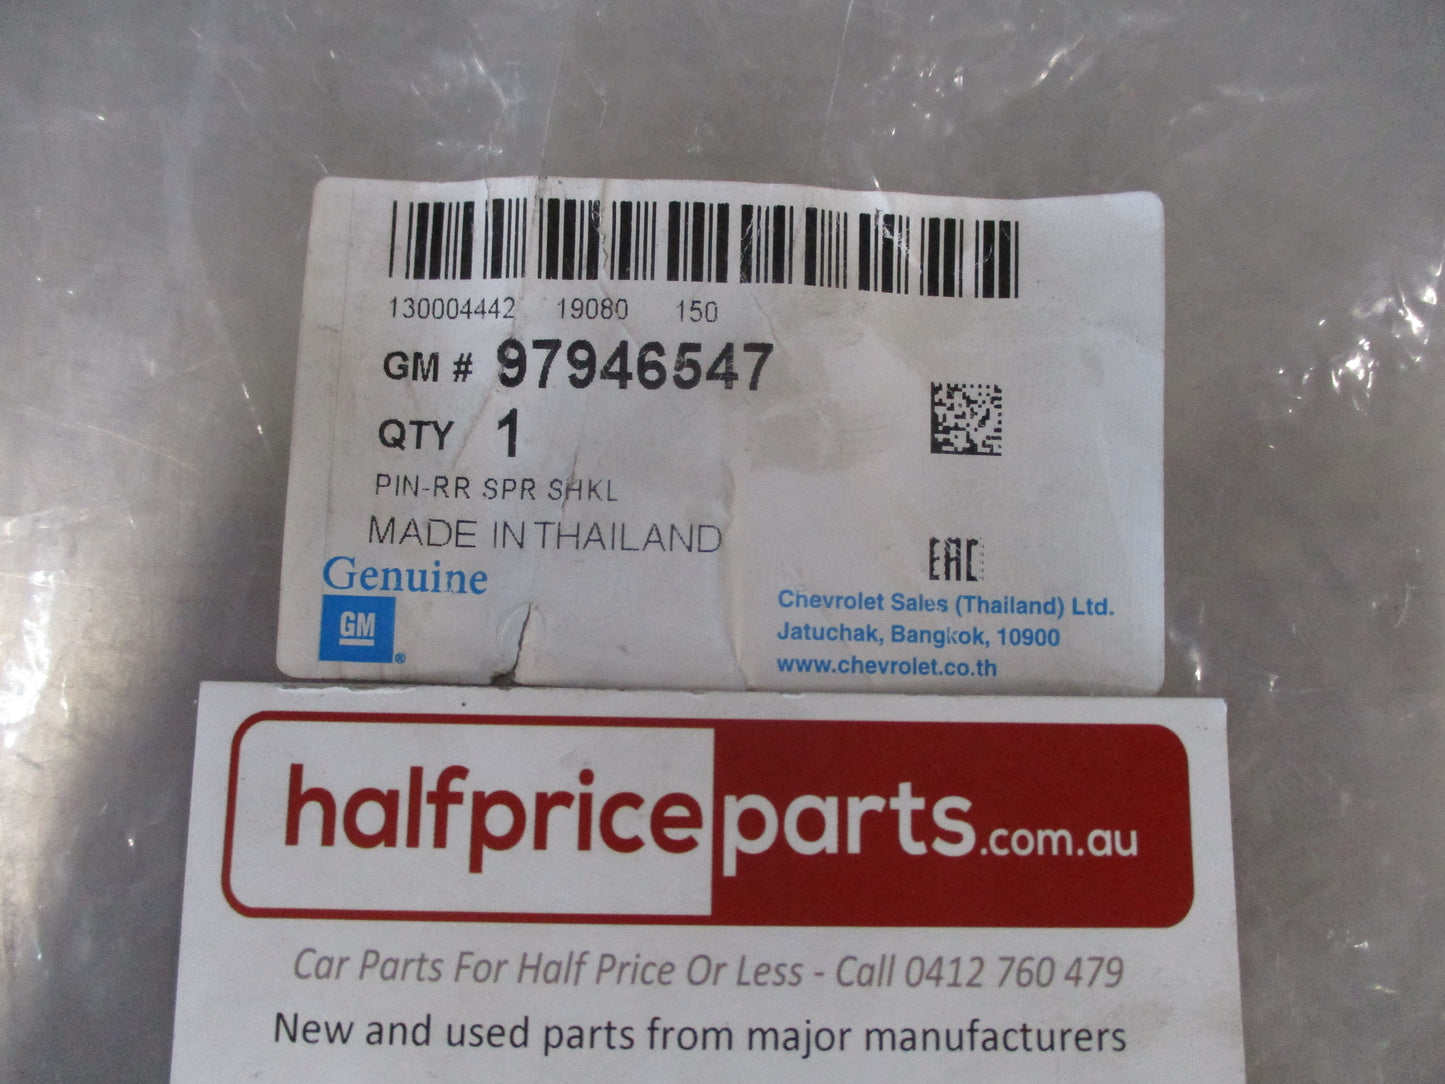 130004442 19080 150
GM # 97946547
QTY 1
PIN-RR SPR SHKL
MADE IN THAILAND
Genuine
GM ®
EAC
Chevrolet Sales (Thailand) Ltd.
Jatuchak, Bangkok, 10900
www.chevrolet.co.th
halfpriceparts.com.au
Car Parts For Half Price Or Less - Call 0412 760 479
New and used parts from major manufacturers